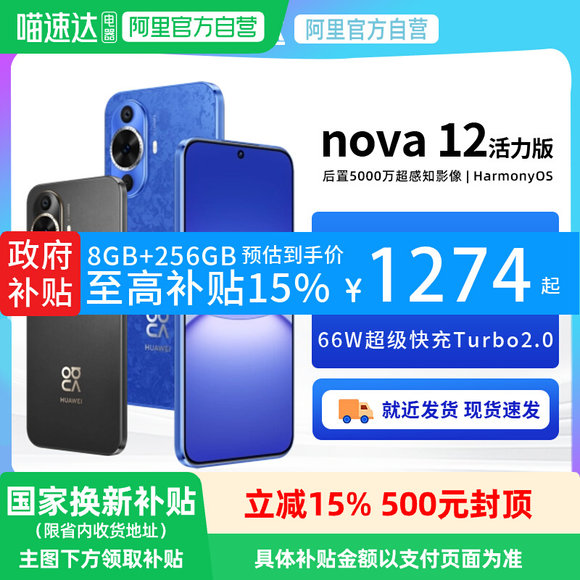 喵速达电器 阿里官方自营 阿里官方自营
nova 12活力版
后置5000万超感知影像 | HarmonyOS
政府补贴
8GB+256GB 预估到手价
至高补贴15% ¥1274起
66W超级快充Turbo2.0
就近发货 现货速发
HUAWEI
HUAWEI
国家换新补贴
(限省内收货地址)
主图下方领取补贴
立减15% 500元封顶
具体补贴金额以支付页面为准